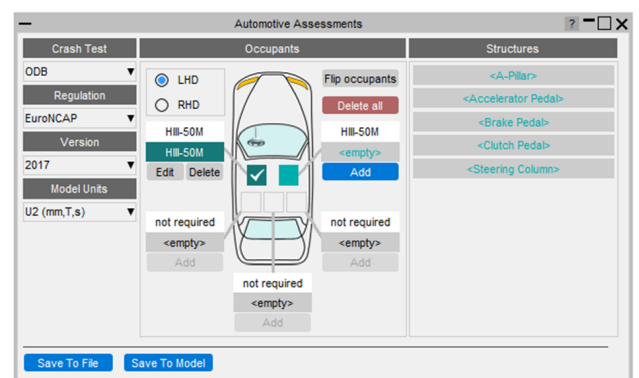 Automotive Assessments
?
Crash Test
ODB
Regulation
EuroNCAP
Version
2017
Model Units
U2 (mm,T,s)
Occupants
LHD
RHD
Flip occupants
Delete all
HIII-50M
HIII-50M
Edit Delete
HIII-50M
<empty>
Add
not required
<empty>
Add
not required
<empty>
Add
not required
<empty>
Add
Structures
<A-Pillar>
<Accelerator Pedal>
<Brake Pedal>
<Clutch Pedal>
<Steering Column>
Save To File Save To Model